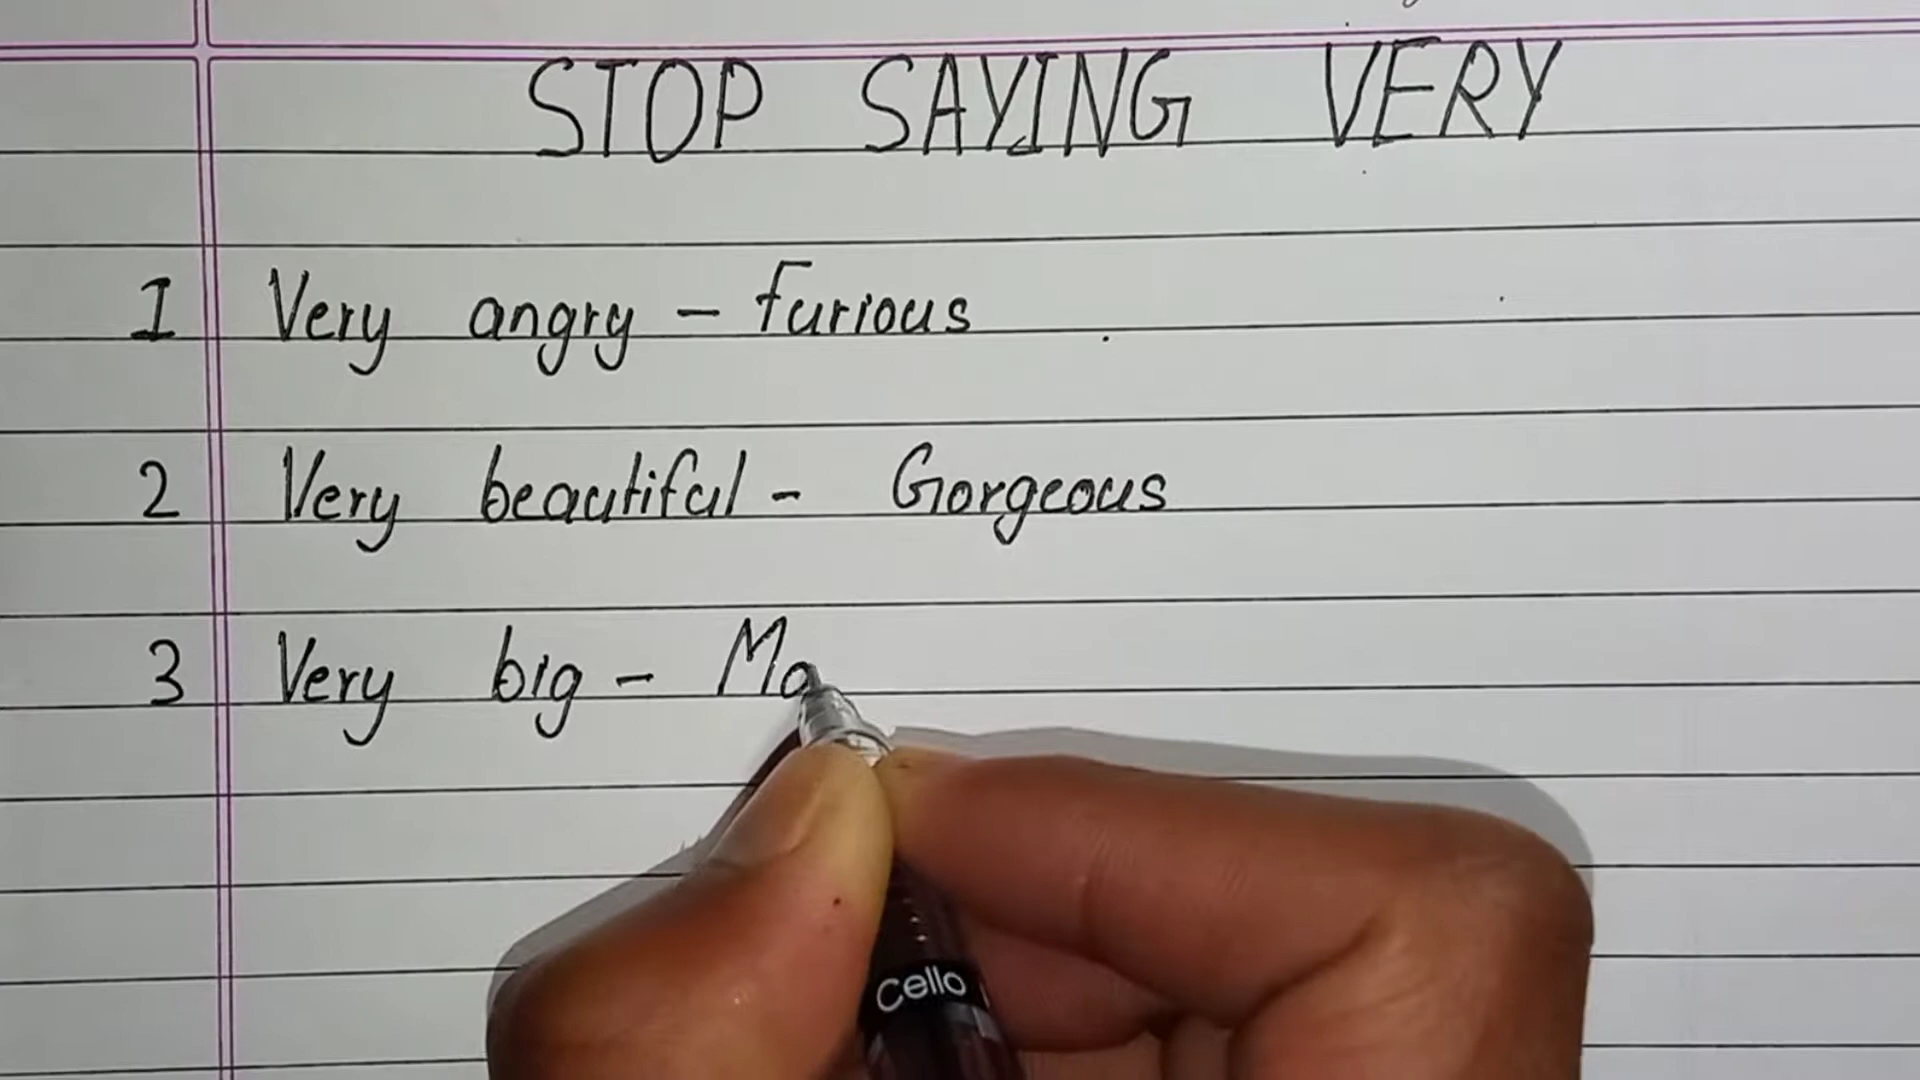 STOP SAYING VERY
1 Very angry - furious
2 Very beautiful - Gorgeous
3 Very big - Ma
cello